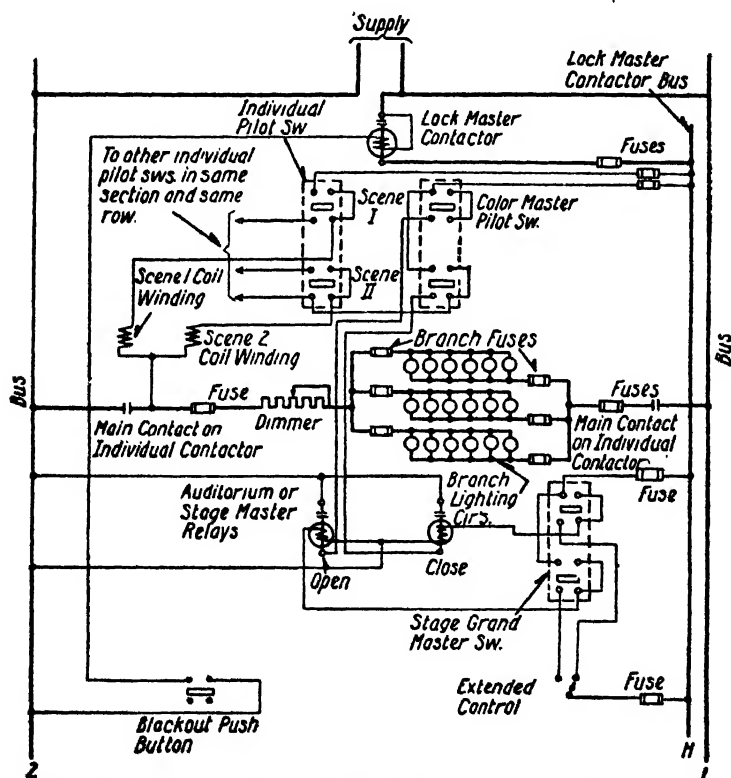 Supply
Lock Master
Contactor Bus
Individual
Pilot Sw
Lock Master
Contactor
Fuses
To other individual
pilot sws. in same
section and same
row.
Scene
I
Color Master
Pilot Sw.
Scene
II
Scene 1 Coil
Winding
Scene 2
Coil Winding
Branch Fuses
Bus
Bus
Fuse
Dimmer
Fuses
Main Contact on
Individual Contactor
Main Contact
on Individual
Contactor
Fuse
Auditorium or
Stage Master
Relays
Branch
Lighting
Cirs.
Open
Close
Stage Grand
Master Sw.
Extended
Control
Fuse
Blackout Push
Button
2
M
1